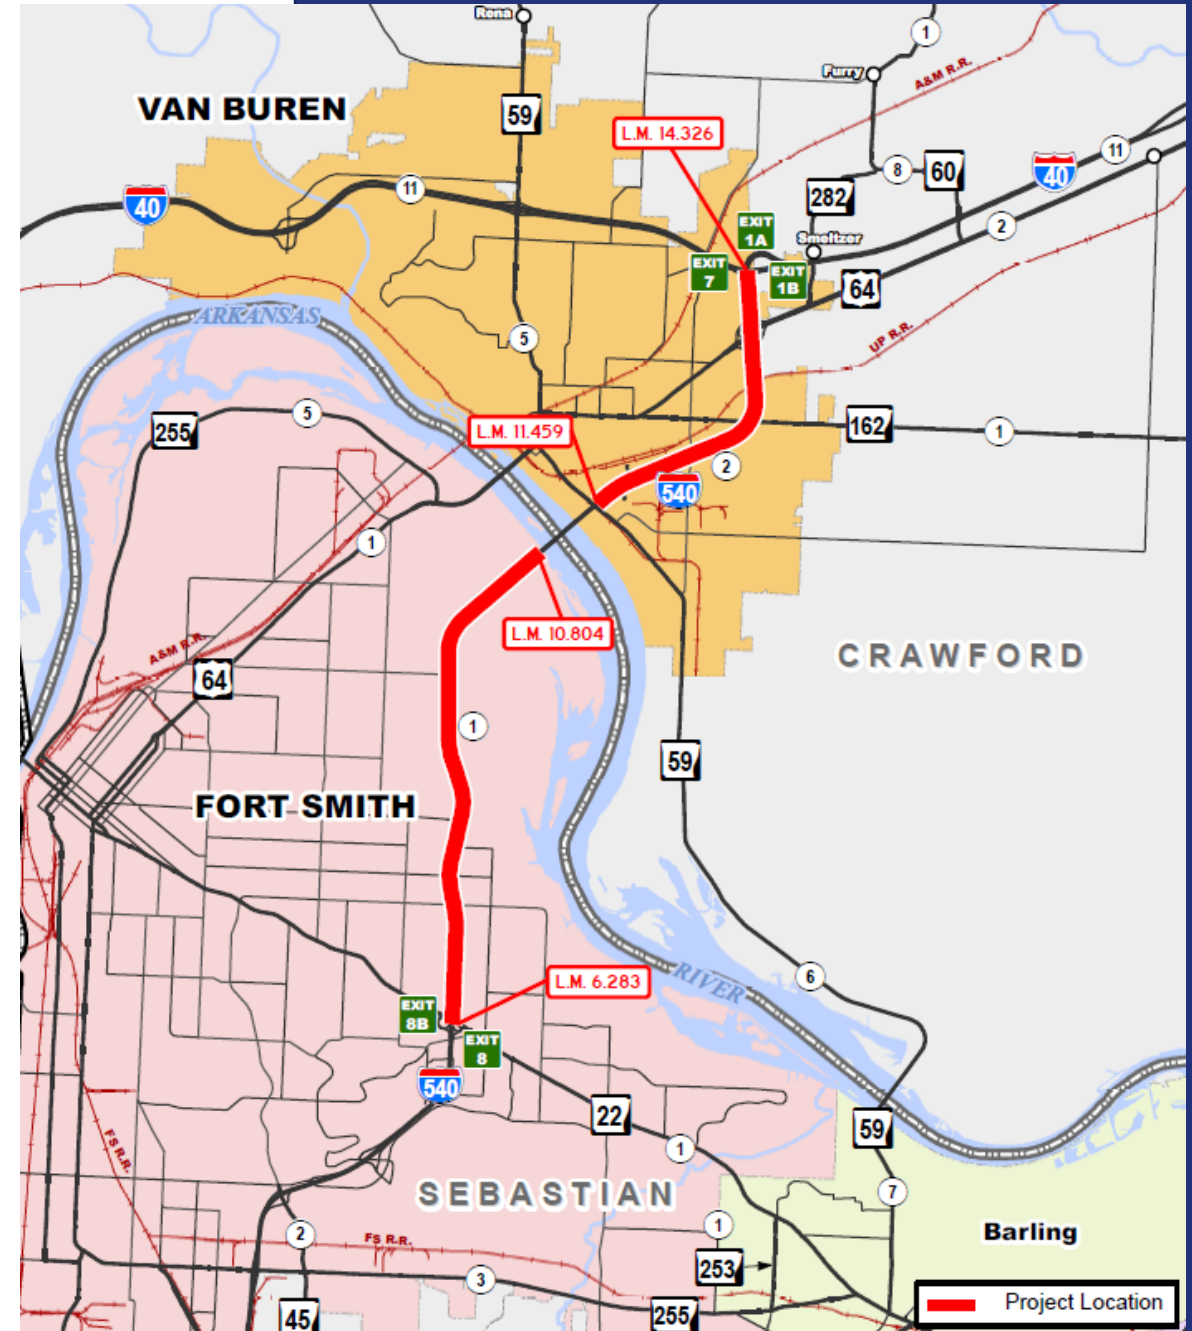 Rena
1
Furry
A&M R.R.
VAN BUREN
59
L.M. 14.326
11
40
8
60
11
40
282
2
EXIT
1A
Smeltzer
EXIT
7
EXIT
1B
64
ARKANSAS
5
UP R.R.
255
5
L.M. 11.459
162
1
2
540
1
L.M. 10.804
A&M R.R.
64
CRAWFORD
1
59
FORT SMITH
6
RIVER
L.M. 6.283
EXIT
8B
EXIT
8
540
22
59
1
FS R.R.
SEBASTIAN
7
2
1
Barling
FS R.R.
253
3
45
255
Project Location